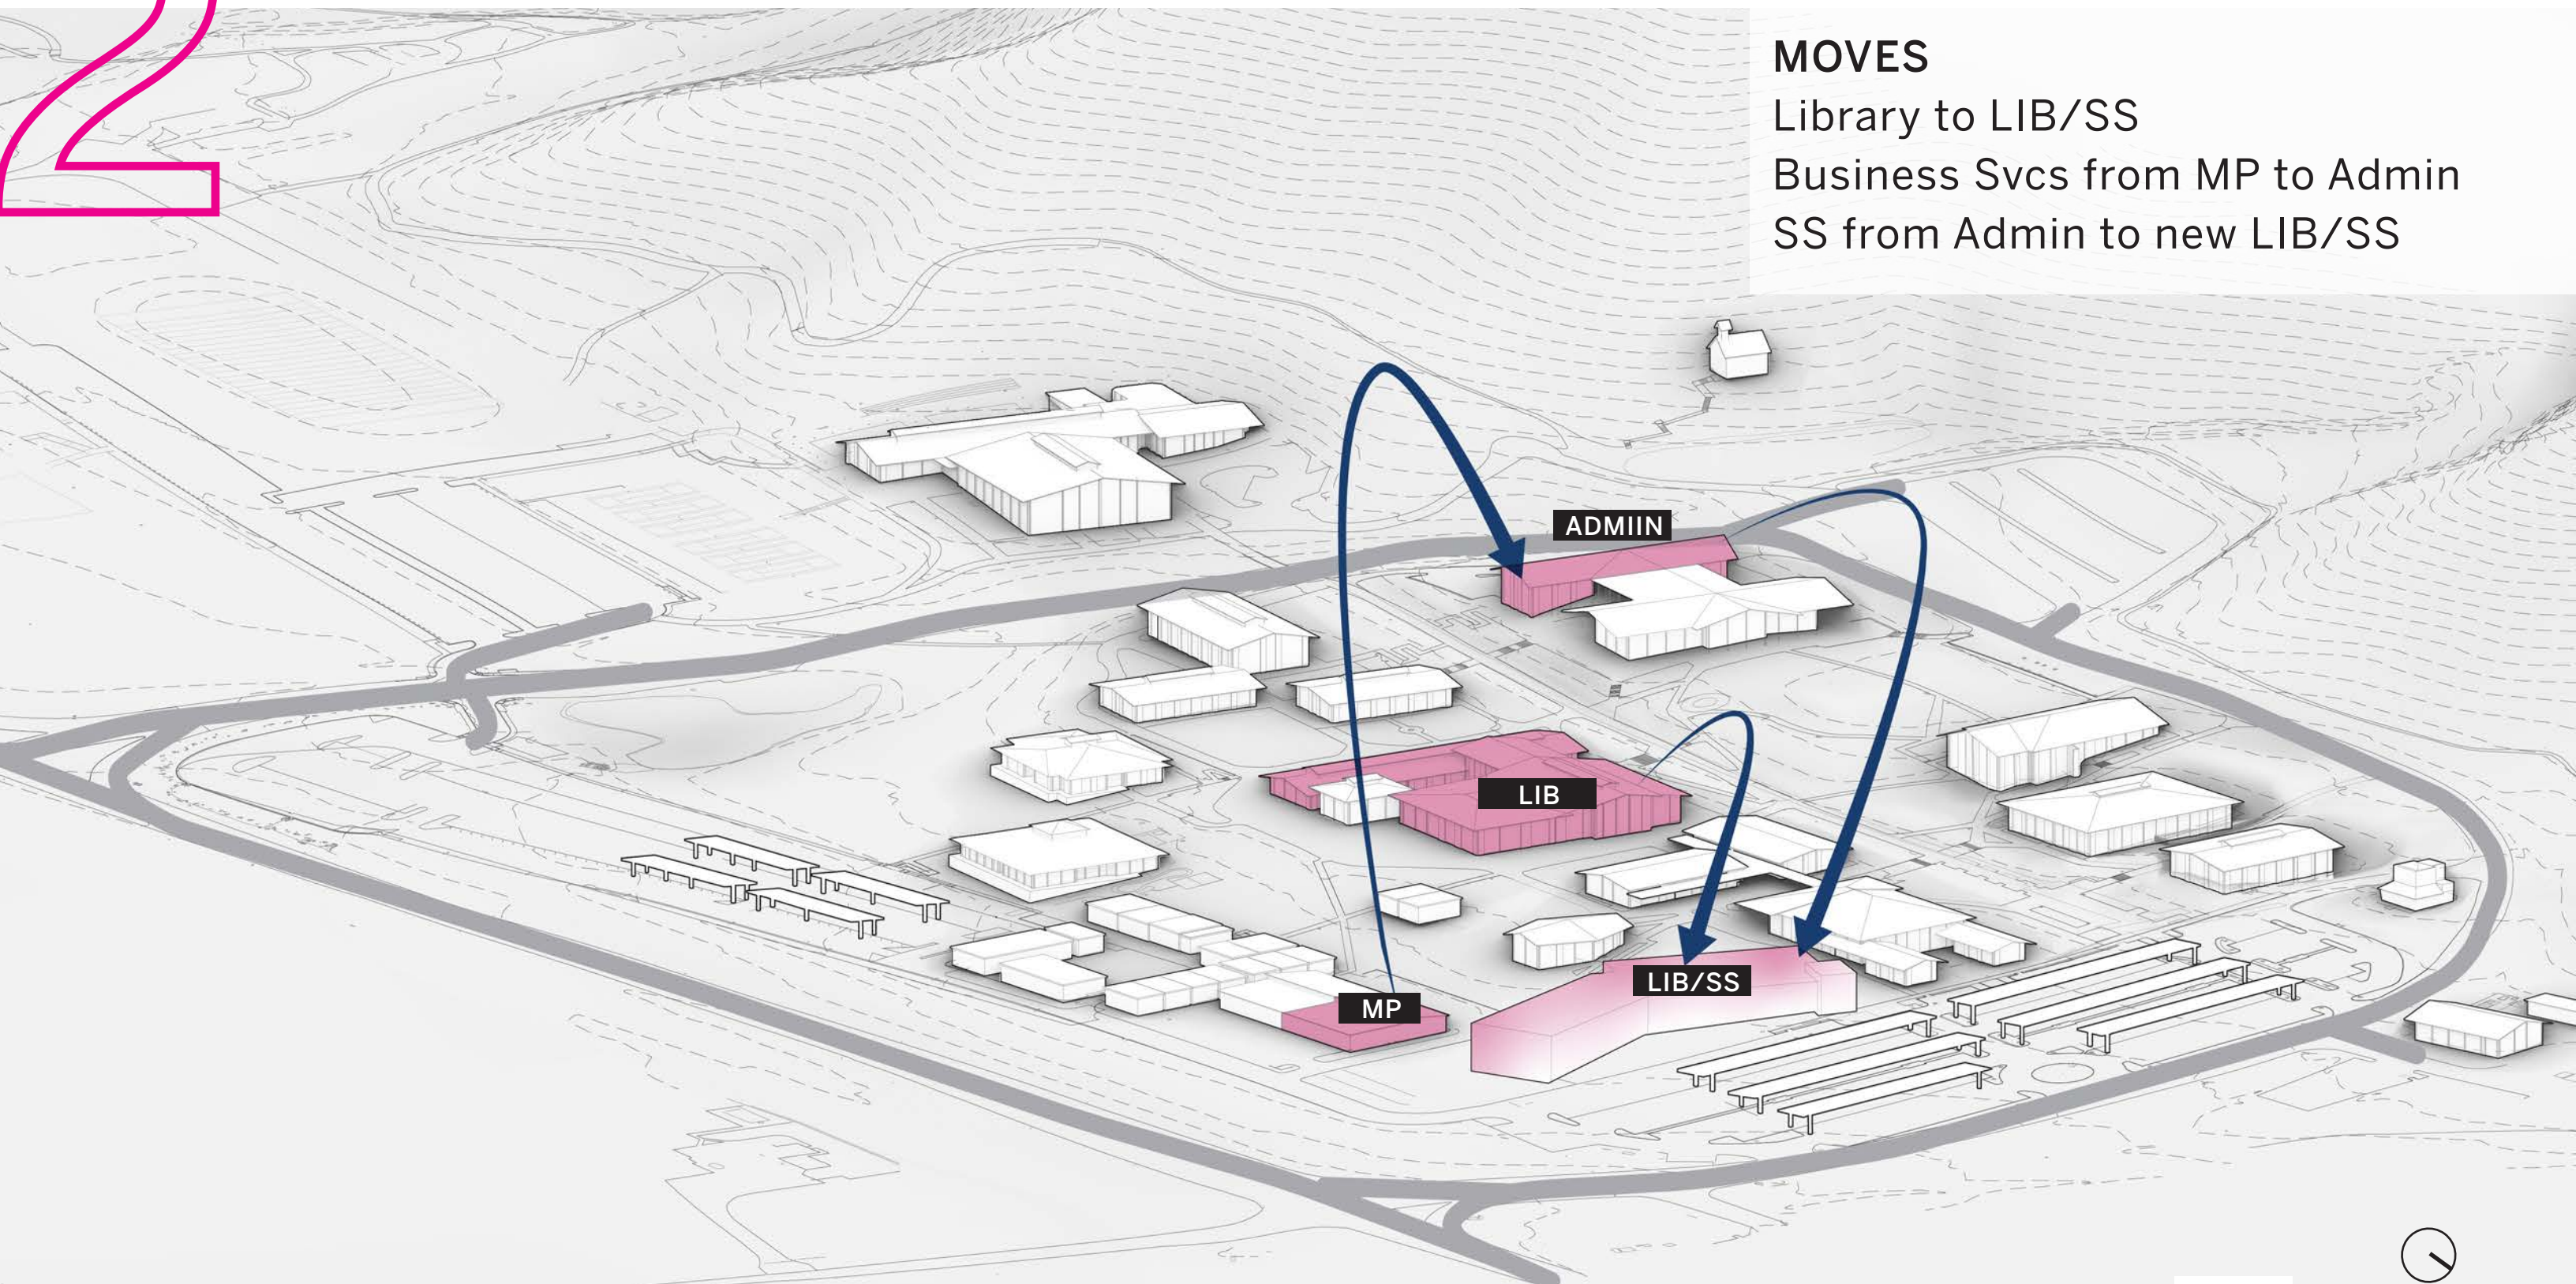 2
MOVES
Library to LIB/SS
Business Svcs from MP to Admin
SS from Admin to new LIB/SS
ADMIIN
LIB
LIB/SS
MP